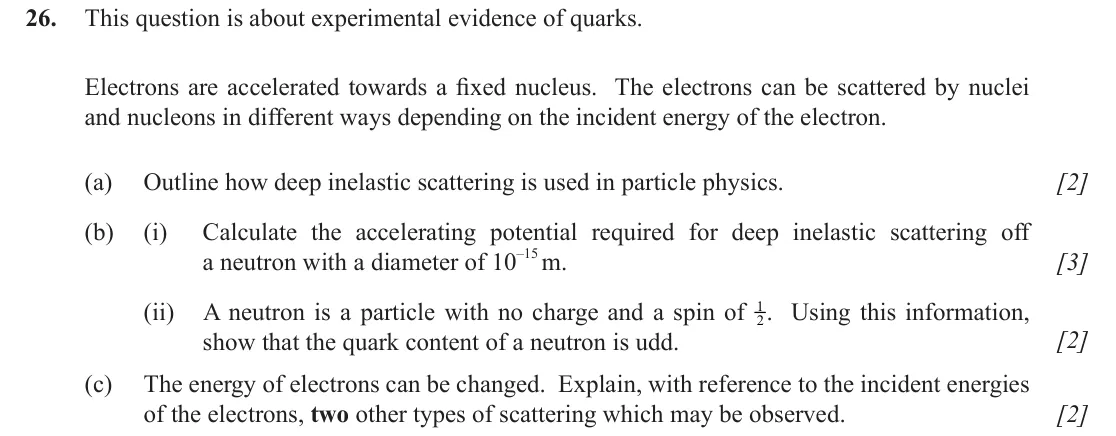 26. This question is about experimental evidence of quarks.
Electrons are accelerated towards a fixed nucleus. The electrons can be scattered by nuclei
and nucleons in different ways depending on the incident energy of the electron.
(a) Outline how deep inelastic scattering is used in particle physics. [2]
(b) (i) Calculate the accelerating potential required for deep inelastic scattering off
a neutron with a diameter of 10⁻¹⁵ m. [3]
(ii) A neutron is a particle with no charge and a spin of ½. Using this information,
show that the quark content of a neutron is udd. [2]
(c) The energy of electrons can be changed. Explain, with reference to the incident energies
of the electrons, two other types of scattering which may be observed. [2]